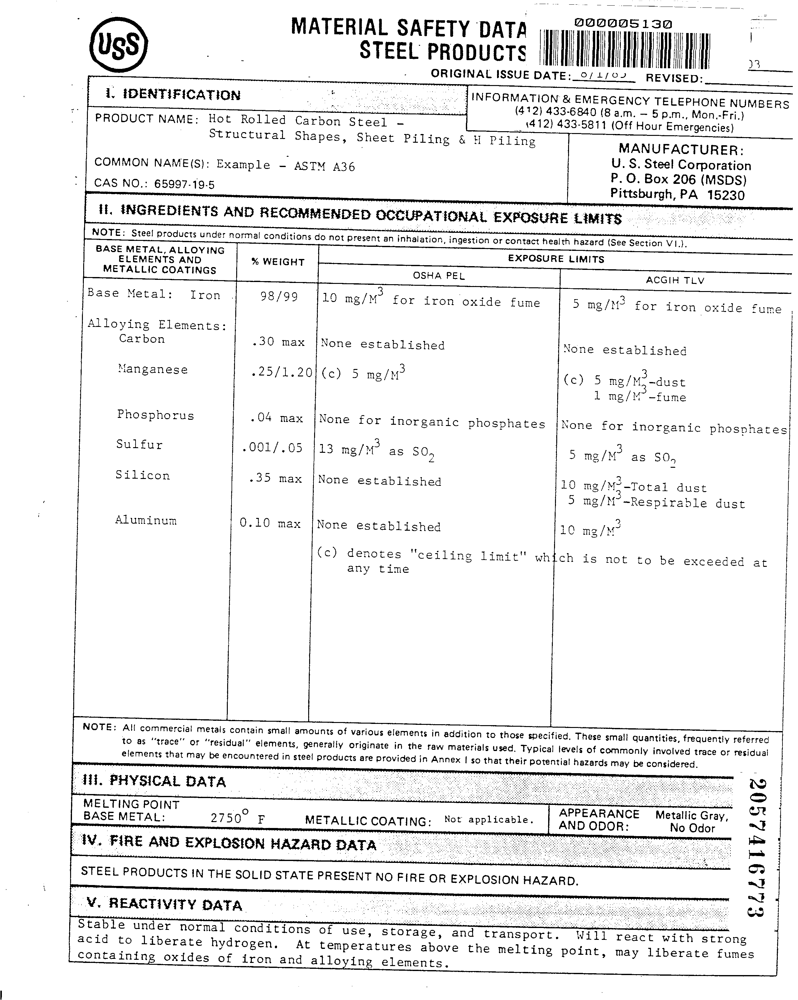 USS
MATERIAL SAFETY DATA
STEEL PRODUCTS
000005130
03
ORIGINAL ISSUE DATE: REVISED:
I. IDENTIFICATION
INFORMATION & EMERGENCY TELEPHONE NUMBERS
(412) 433-6840 (8 a.m. – 5 p.m., Mon.-Fri.)
(412) 433-5811 (Off Hour Emergencies)
PRODUCT NAME: Hot Rolled Carbon Steel -
Structural Shapes, Sheet Piling & H Piling
COMMON NAME(S): Example - ASTM A36
CAS NO.: 65997-19-5
MANUFACTURER:
U. S. Steel Corporation
P. O. Box 206 (MSDS)
Pittsburgh, PA 15230
II. INGREDIENTS AND RECOMMENDED OCCUPATIONAL EXPOSURE LIMITS
NOTE: Steel products under normal conditions do not present an inhalation, ingestion or contact health hazard (See Section VI.).
BASE METAL, ALLOYING
ELEMENTS AND
METALLIC COATINGS
% WEIGHT
EXPOSURE LIMITS
OSHA PEL
ACGIH TLV
Base Metal: Iron 98/99 10 mg/M³ for iron oxide fume 5 mg/M³ for iron oxide fume
Alloying Elements:
Carbon .30 max None established None established
Manganese .25/1.20 (c) 5 mg/M³ (c) 5 mg/M³-dust
1 mg/M³-fume
Phosphorus .04 max None for inorganic phosphates None for inorganic phosphates
Sulfur .001/.05 13 mg/M³ as SO₂ 5 mg/M³ as SO₂
Silicon .35 max None established 10 mg/M³-Total dust
5 mg/M³-Respirable dust
Aluminum 0.10 max None established 10 mg/M³
(c) denotes "ceiling limit" which is not to be exceeded at
any time
NOTE: All commercial metals contain small amounts of various elements in addition to those specified. These small quantities, frequently referred
to as "trace" or "residual" elements, generally originate in the raw materials used. Typical levels of commonly involved trace or residual
elements that may be encountered in steel products are provided in Annex I so that their potential hazards may be considered.
III. PHYSICAL DATA
MELTING POINT
BASE METAL: 2750° F
METALLIC COATING: Not applicable.
APPEARANCE
AND ODOR:
Metallic Gray,
No Odor
IV. FIRE AND EXPLOSION HAZARD DATA
STEEL PRODUCTS IN THE SOLID STATE PRESENT NO FIRE OR EXPLOSION HAZARD.
V. REACTIVITY DATA
Stable under normal conditions of use, storage, and transport. Will react with strong
acid to liberate hydrogen. At temperatures above the melting point, may liberate fumes
containing oxides of iron and alloying elements.
2057416773